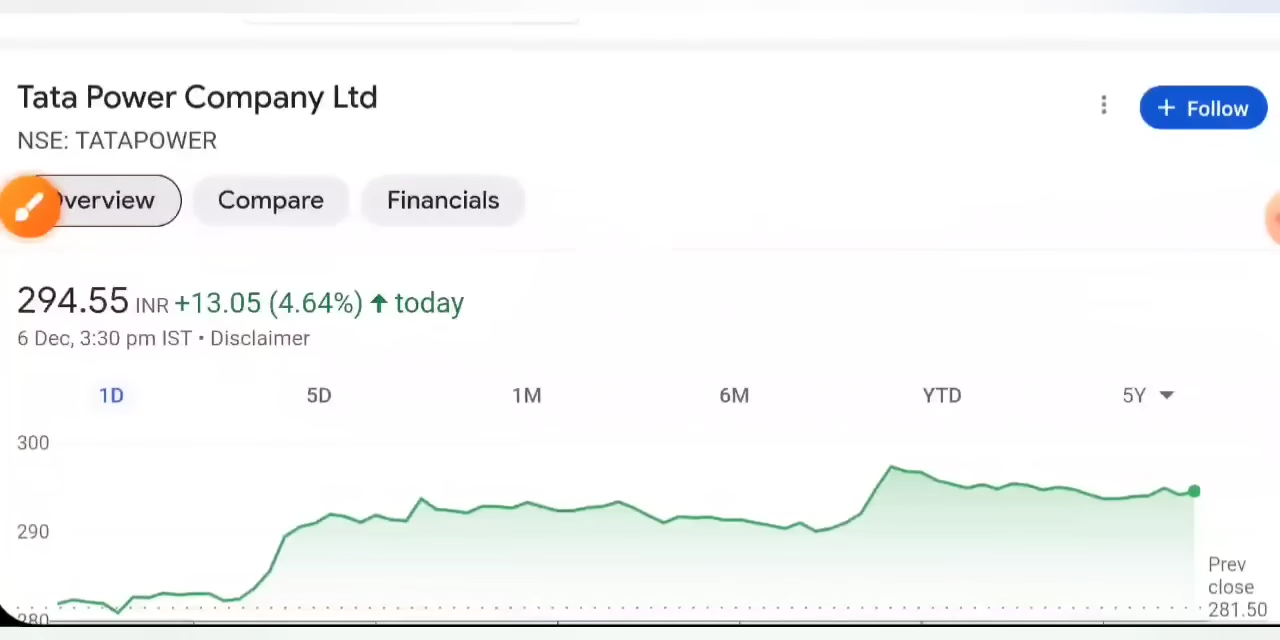 Tata Power Company Ltd
NSE: TATAPOWER
+ Follow
verview
Compare
Financials
294.55 INR +13.05 (4.64%) ↑ today
6 Dec, 3:30 pm IST • Disclaimer
1D 5D 1M 6M YTD 5Y
300
290
280
Prev
close
281.50